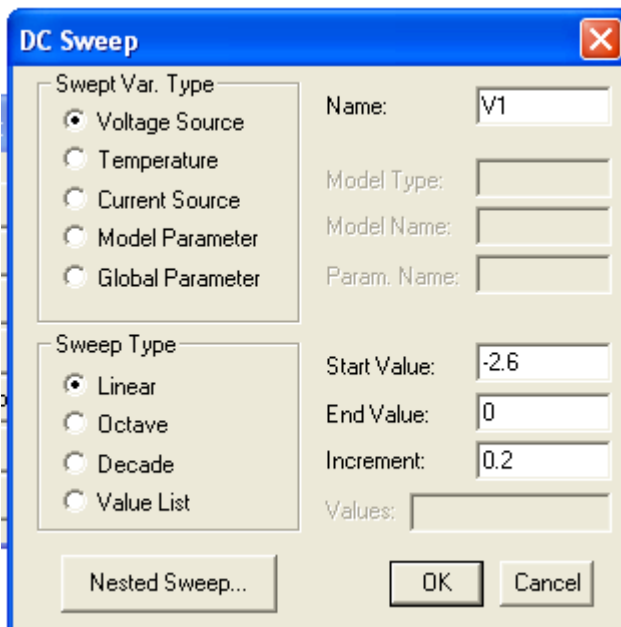 DC Sweep
Swept Var. Type
Voltage Source
Temperature
Current Source
Model Parameter
Global Parameter
Name: V1
Model Type:
Model Name:
Param. Name:
Sweep Type
Linear
Octave
Decade
Value List
Start Value: -2.6
End Value: 0
Increment: 0.2
Values:
Nested Sweep...
OK
Cancel